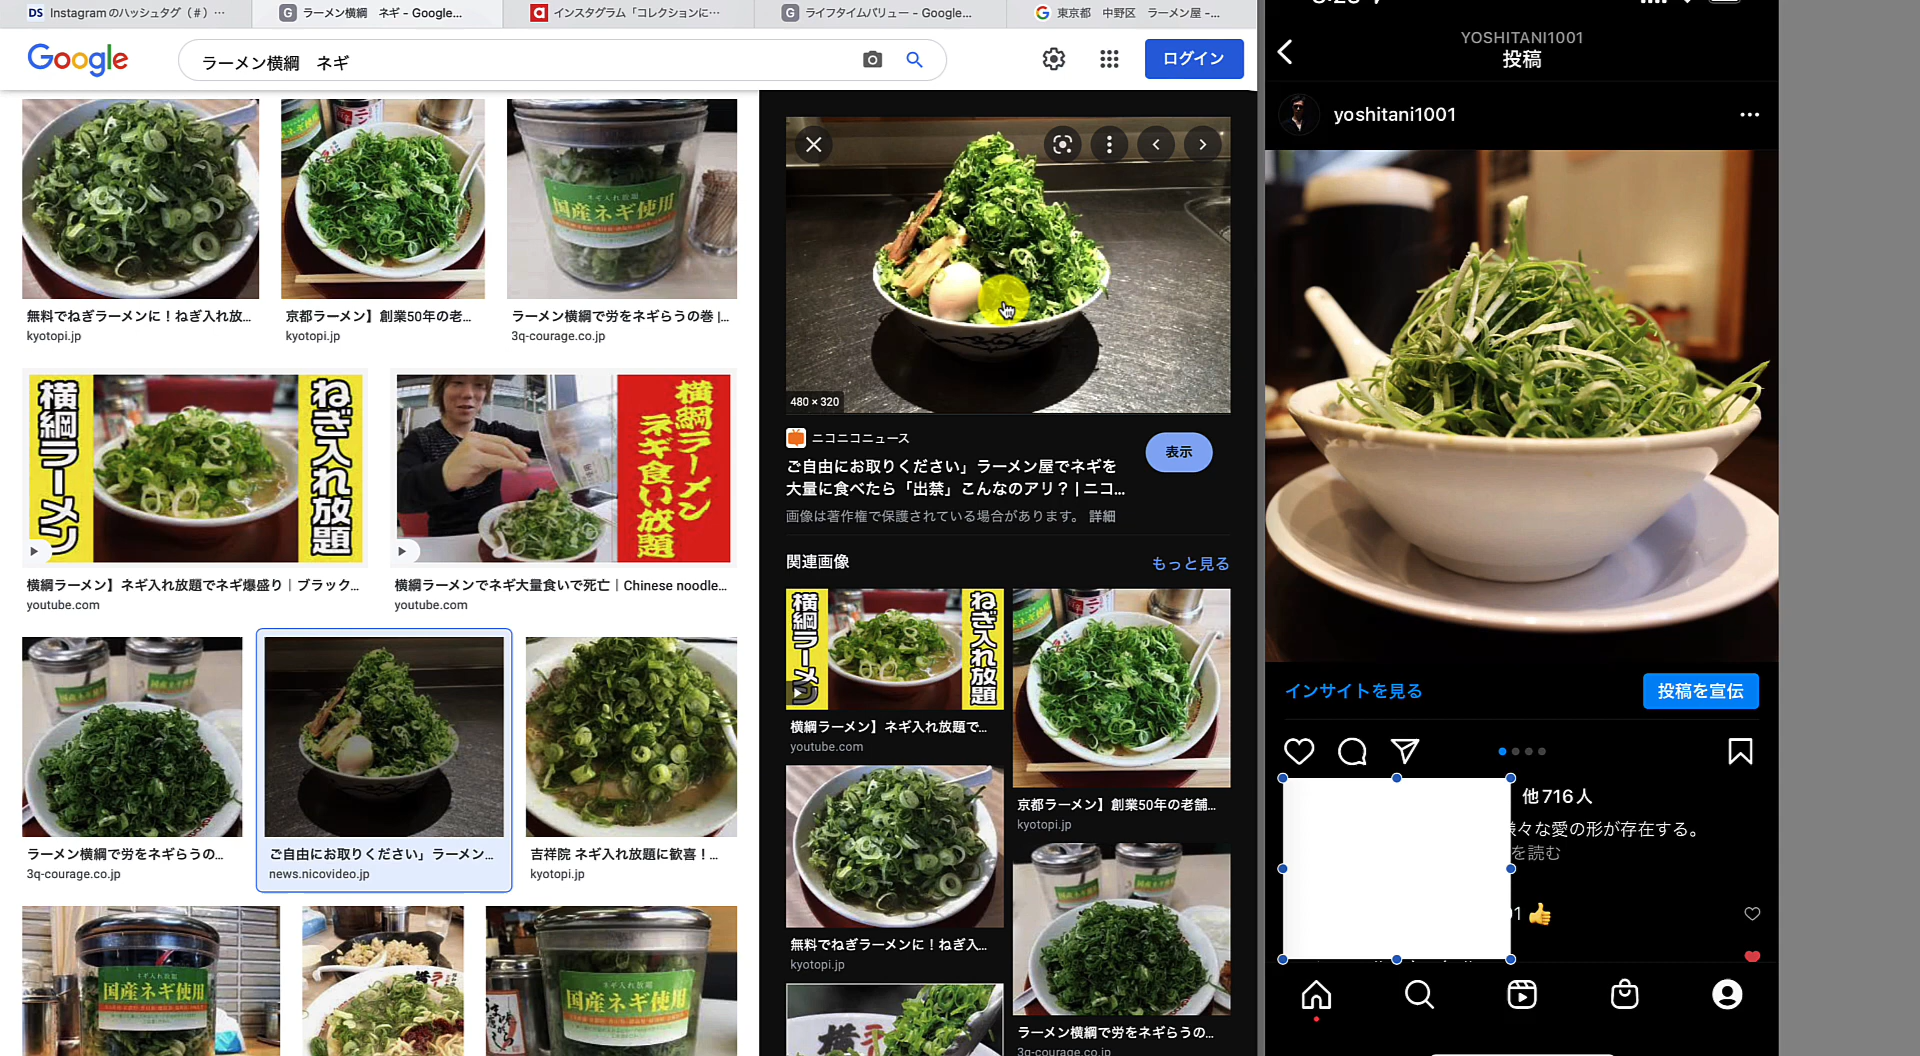 Instagramのハッシュタグ（#）…
ラーメン横綱　ネギ - Google...
インスタグラム「コレクションに…
ライフタイムバリュー - Google...
東京都　中野区　ラーメン屋 -...
Google
ラーメン横綱　ネギ
ログイン
国産ネギ使用
無料でねぎラーメンに！ねぎ入れ放...
kyotopi.jp
京都ラーメン】創業50年の老...
kyotopi.jp
ラーメン横綱で労をネギらうの巻 |...
3q-courage.co.jp
横綱ラーメン
ねぎ入れ放題
横綱ラーメン
ネギ食い放題
横綱ラーメン】ネギ入れ放題でネギ爆盛り｜ブラック...
youtube.com
横綱ラーメンでネギ大量食いで死亡｜Chinese noodle...
youtube.com
ラーメン横綱で労をネギらうの...
3q-courage.co.jp
ご自由にお取りください」ラーメン...
news.nicovideo.jp
吉祥院 ネギ入れ放題に歓喜！...
kyotopi.jp
国産ネギ使用
国産ネギ使用
480 × 320
ニコニコニュース
ご自由にお取りください」ラーメン屋でネギを
大量に食べたら「出禁」こんなのアリ？ | ニコ...
表示
画像は著作権で保護されている場合があります。 詳細
関連画像
もっと見る
横綱ラーメン
ねぎ入れ放題
横綱ラーメン】ネギ入れ放題で...
youtube.com
京都ラーメン】創業50年の老舗...
kyotopi.jp
無料でねぎラーメンに！ねぎ入...
kyotopi.jp
ラーメン横綱で労をネギらうの...
3q-courage.co.jp
YOSHITANI1001
投稿
yoshitani1001
インサイトを見る
投稿を宣伝
他716人
々な愛の形が存在する。
を読む